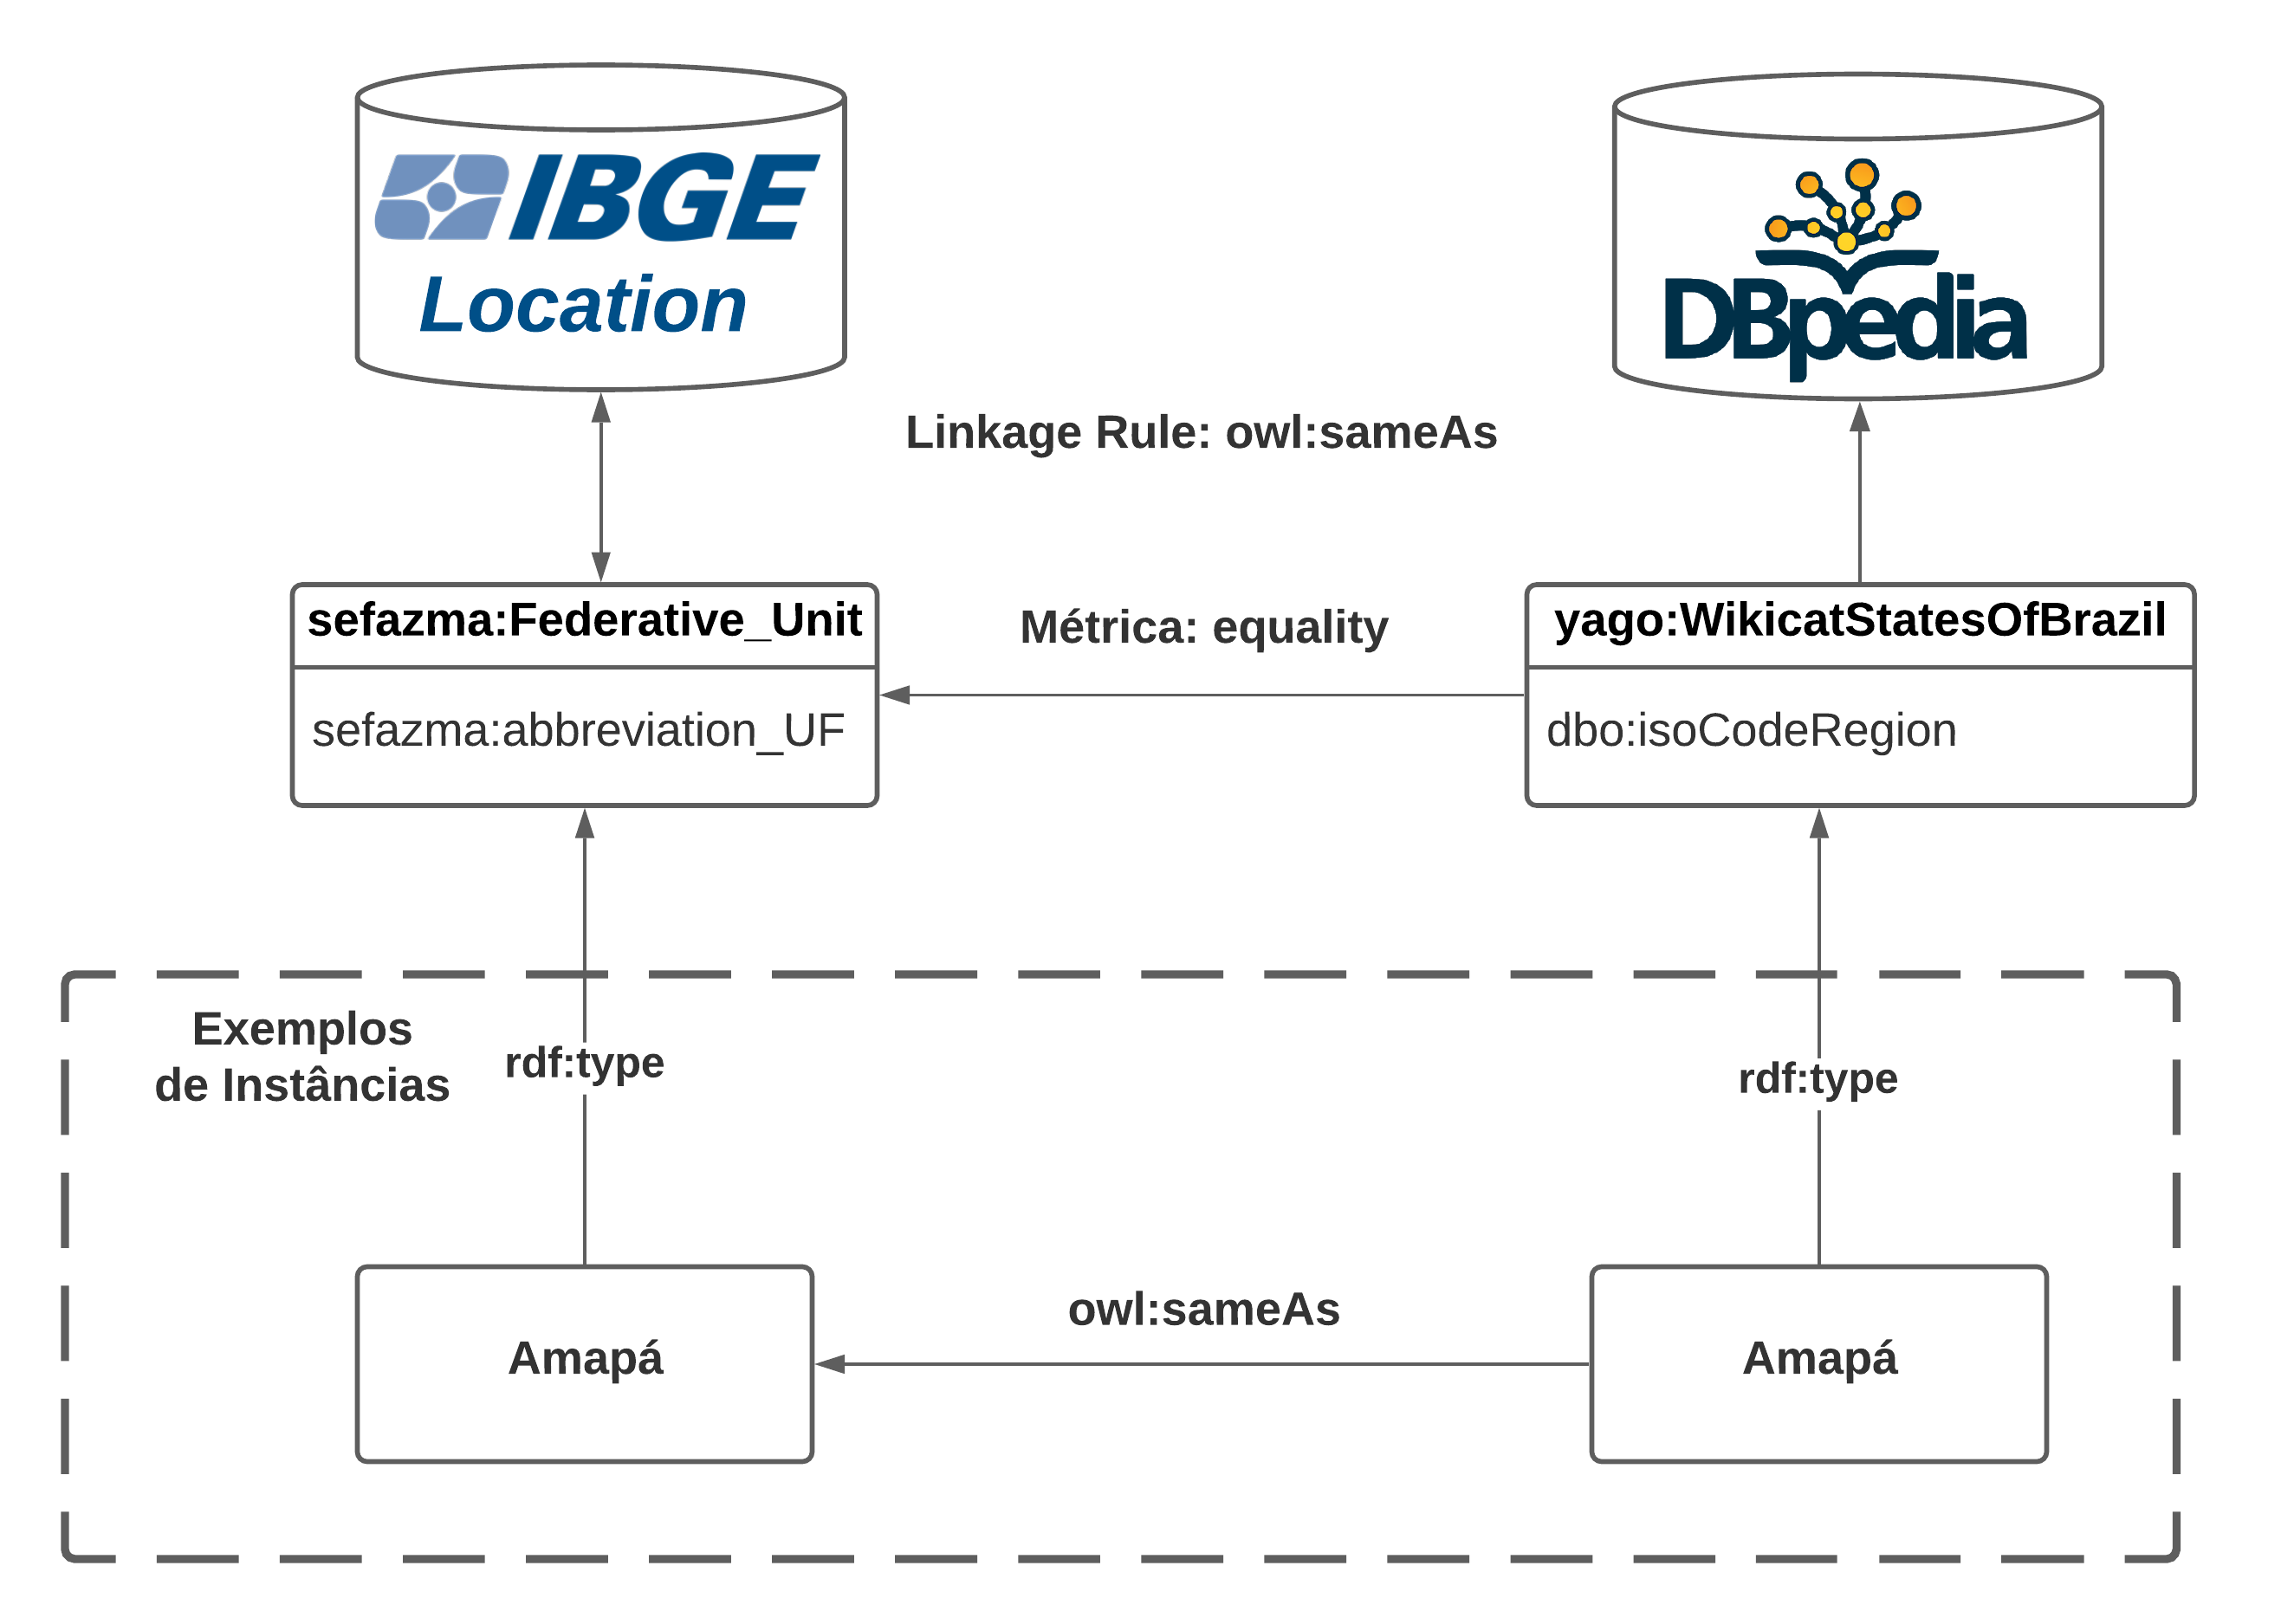 IBGE
Location
DBpedia
Linkage Rule: owl:sameAs
sefazma:Federative_Unit
sefazma:abbreviation_UF
Métrica: equality
yago:WikicatStatesOfBrazil
dbo:isoCodeRegion
Exemplos
de Instâncias
rdf:type
rdf:type
Amapá
owl:sameAs
Amapá